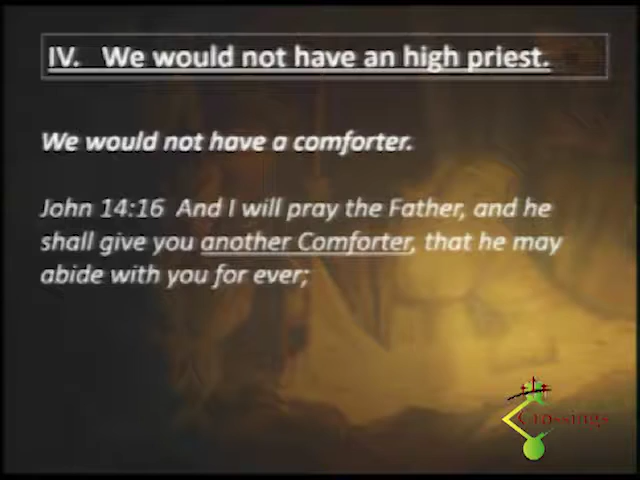 IV. We would not have an high priest.
We would not have a comforter.
John 14:16 And I will pray the Father, and he
shall give you another Comforter, that he may
abide with you for ever;
Crossings